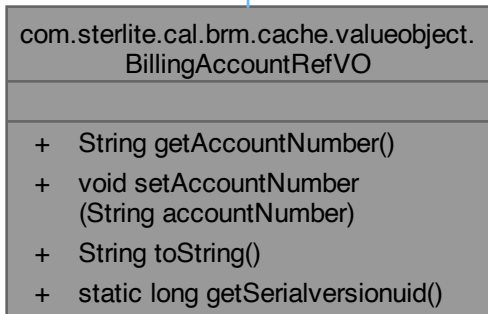 com.sterlite.cal.brm.cache.valueobject.
BillingAccountRefVO
+ String getAccountNumber()
+ void setAccountNumber
(String accountNumber)
+ String toString()
+ static long getSerialversionuid()